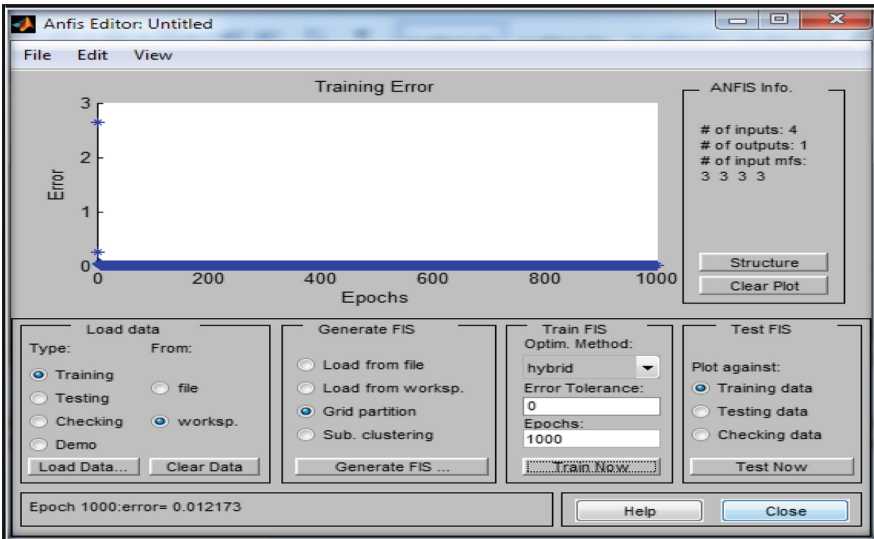 Anfis Editor: Untitled
File Edit View
Training Error
3
2
1
0
Error
0 200 400 600 800 1000
Epochs
ANFIS Info.
# of inputs: 4
# of outputs: 1
# of input mfs:
3 3 3 3
Structure
Clear Plot
Load data
Type: From:
Training
Testing
Checking
Demo
file
worksp.
Load Data... Clear Data
Generate FIS
Load from file
Load from worksp.
Grid partition
Sub. clustering
Generate FIS ...
Train FIS
Optim. Method:
hybrid
Error Tolerance:
0
Epochs:
1000
Train Now
Test FIS
Plot against:
Training data
Testing data
Checking data
Test Now
Epoch 1000:error= 0.012173
Help Close